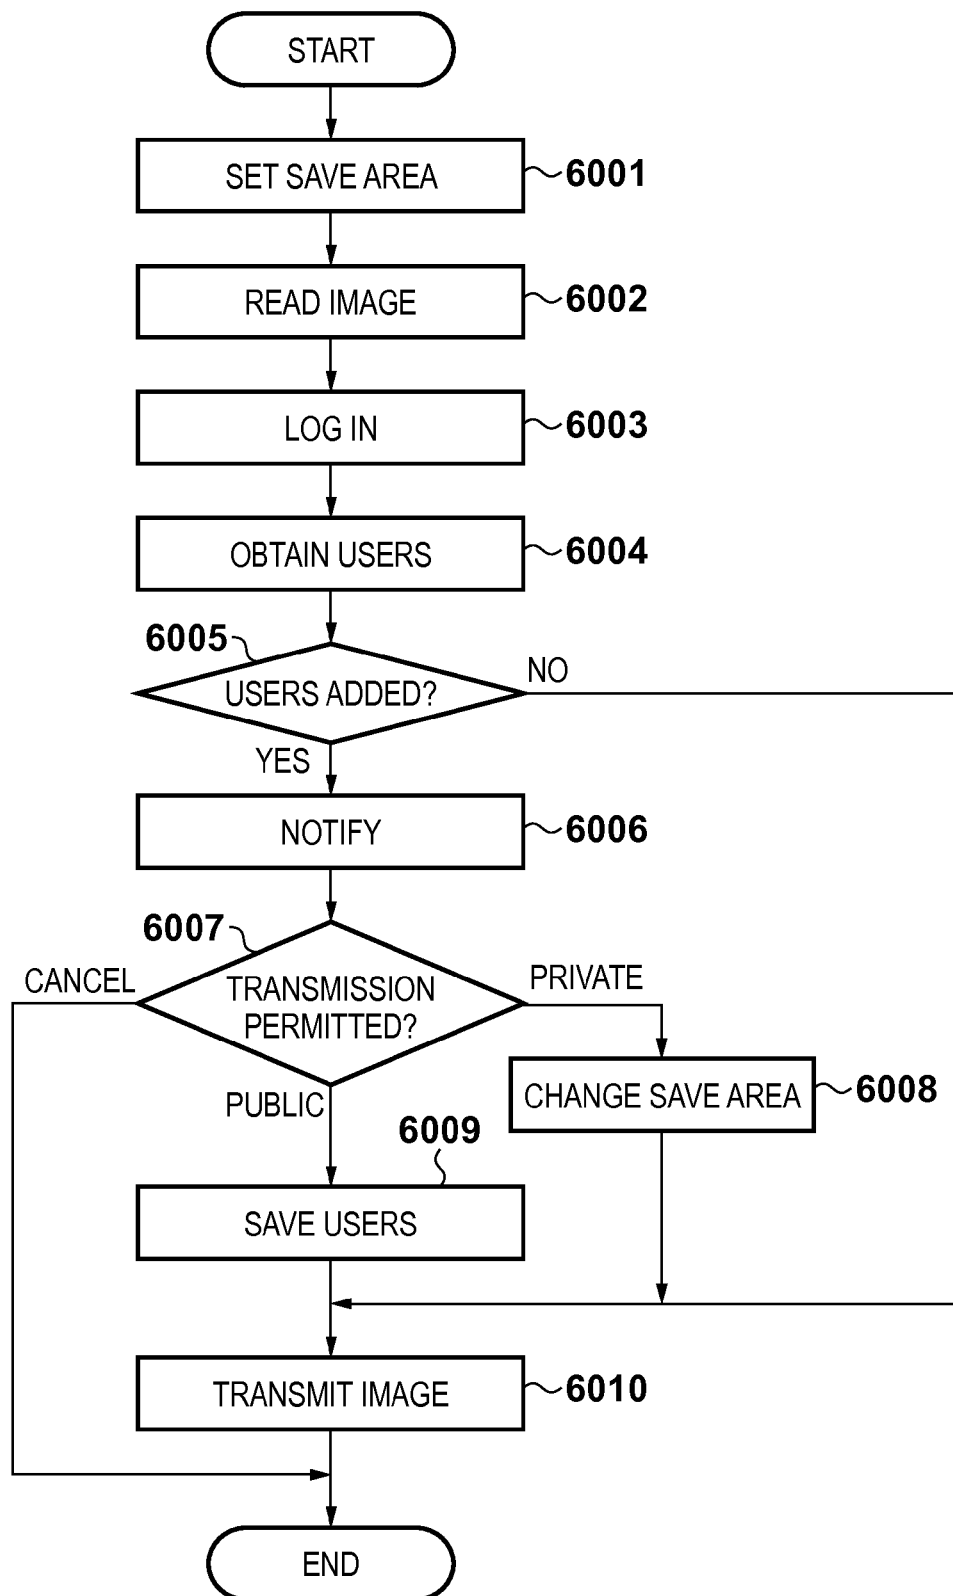 START
SET SAVE AREA
6001
READ IMAGE
6002
LOG IN
6003
OBTAIN USERS
6004
6005
USERS ADDED?
NO
YES
NOTIFY
6006
6007
CANCEL
TRANSMISSION
PERMITTED?
PRIVATE
PUBLIC
CHANGE SAVE AREA
6008
6009
SAVE USERS
TRANSMIT IMAGE
6010
END